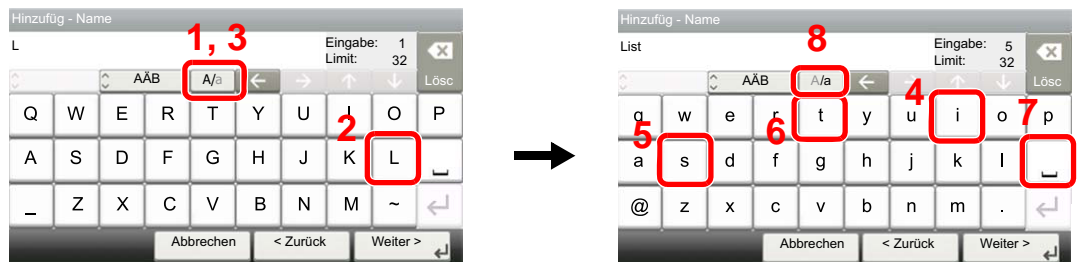 Hinzufüg - Name
L
Eingabe: 1
Limit: 32
1, 3
AÄB
A/a
Lösc
Q W E R T Y U I O P
2
A S D F G H J K L
_ Z X C V B N M ~
Abbrechen < Zurück Weiter >
Hinzufüg - Name
List
Eingabe: 5
Limit: 32
8
AÄB
A/a
Lösc
4
7
q w e r t y u i o p
5
6
a s d f g h j k l
@ z x c v b n m .
Abbrechen < Zurück Weiter >